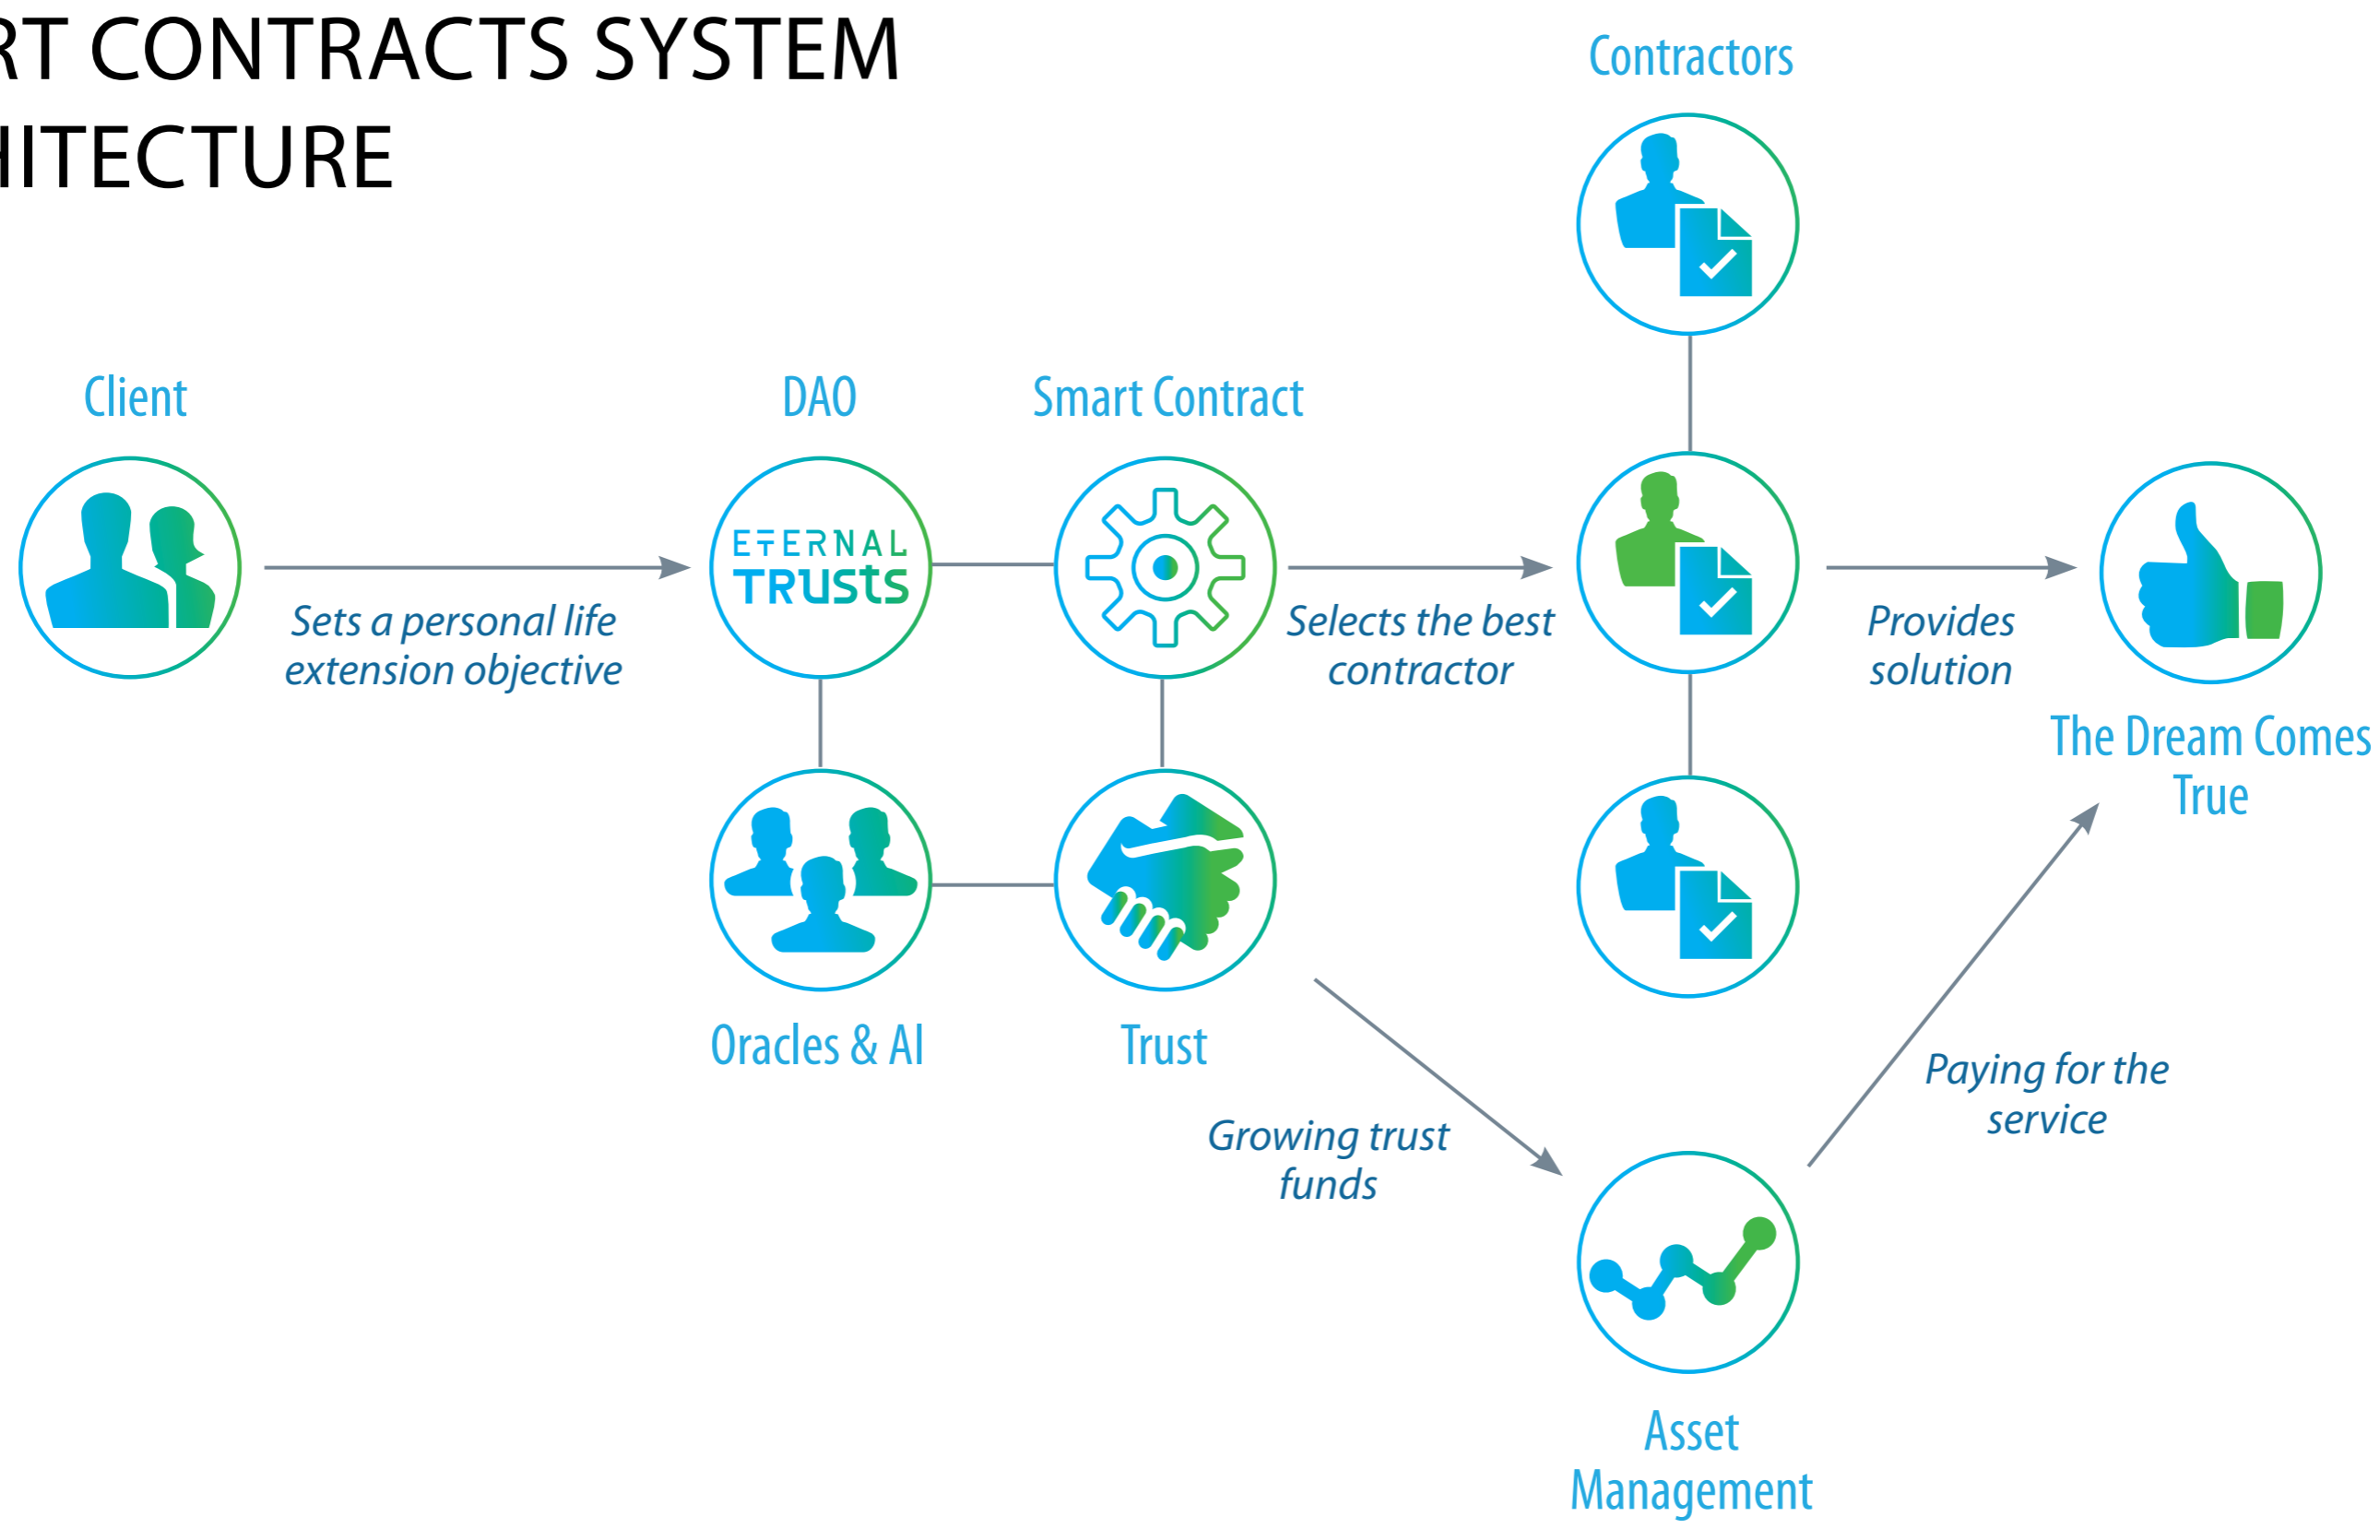 RT CONTRACTS SYSTEM
HITECTURE
Contractors
Client
DAO
Smart Contract
ETERNAL
TRUSTS
Sets a personal life
extension objective
Selects the best
contractor
Provides
solution
The Dream Comes
True
Oracles & AI
Trust
Growing trust
funds
Paying for the
service
Asset
Management